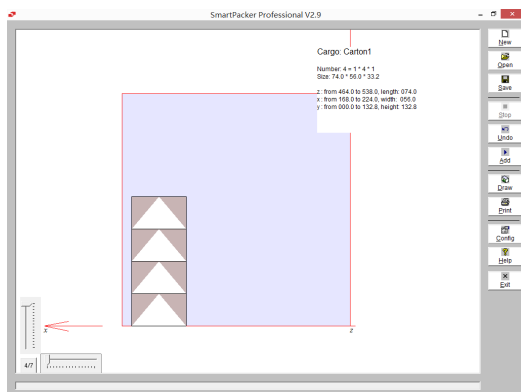 SmartPacker Professional V2.9
Cargo: Carton1
Number: 4 = 1 * 4 * 1
Size: 74.0 * 56.0 * 33.2
z : from 464.0 to 538.0, length: 074.0
x : from 168.0 to 224.0, width: 056.0
y : from 000.0 to 132.8, height: 132.8
New
Open
Save
Stop
Undo
Add
Draw
Print
Config
Help
Exit
x
z
4/7